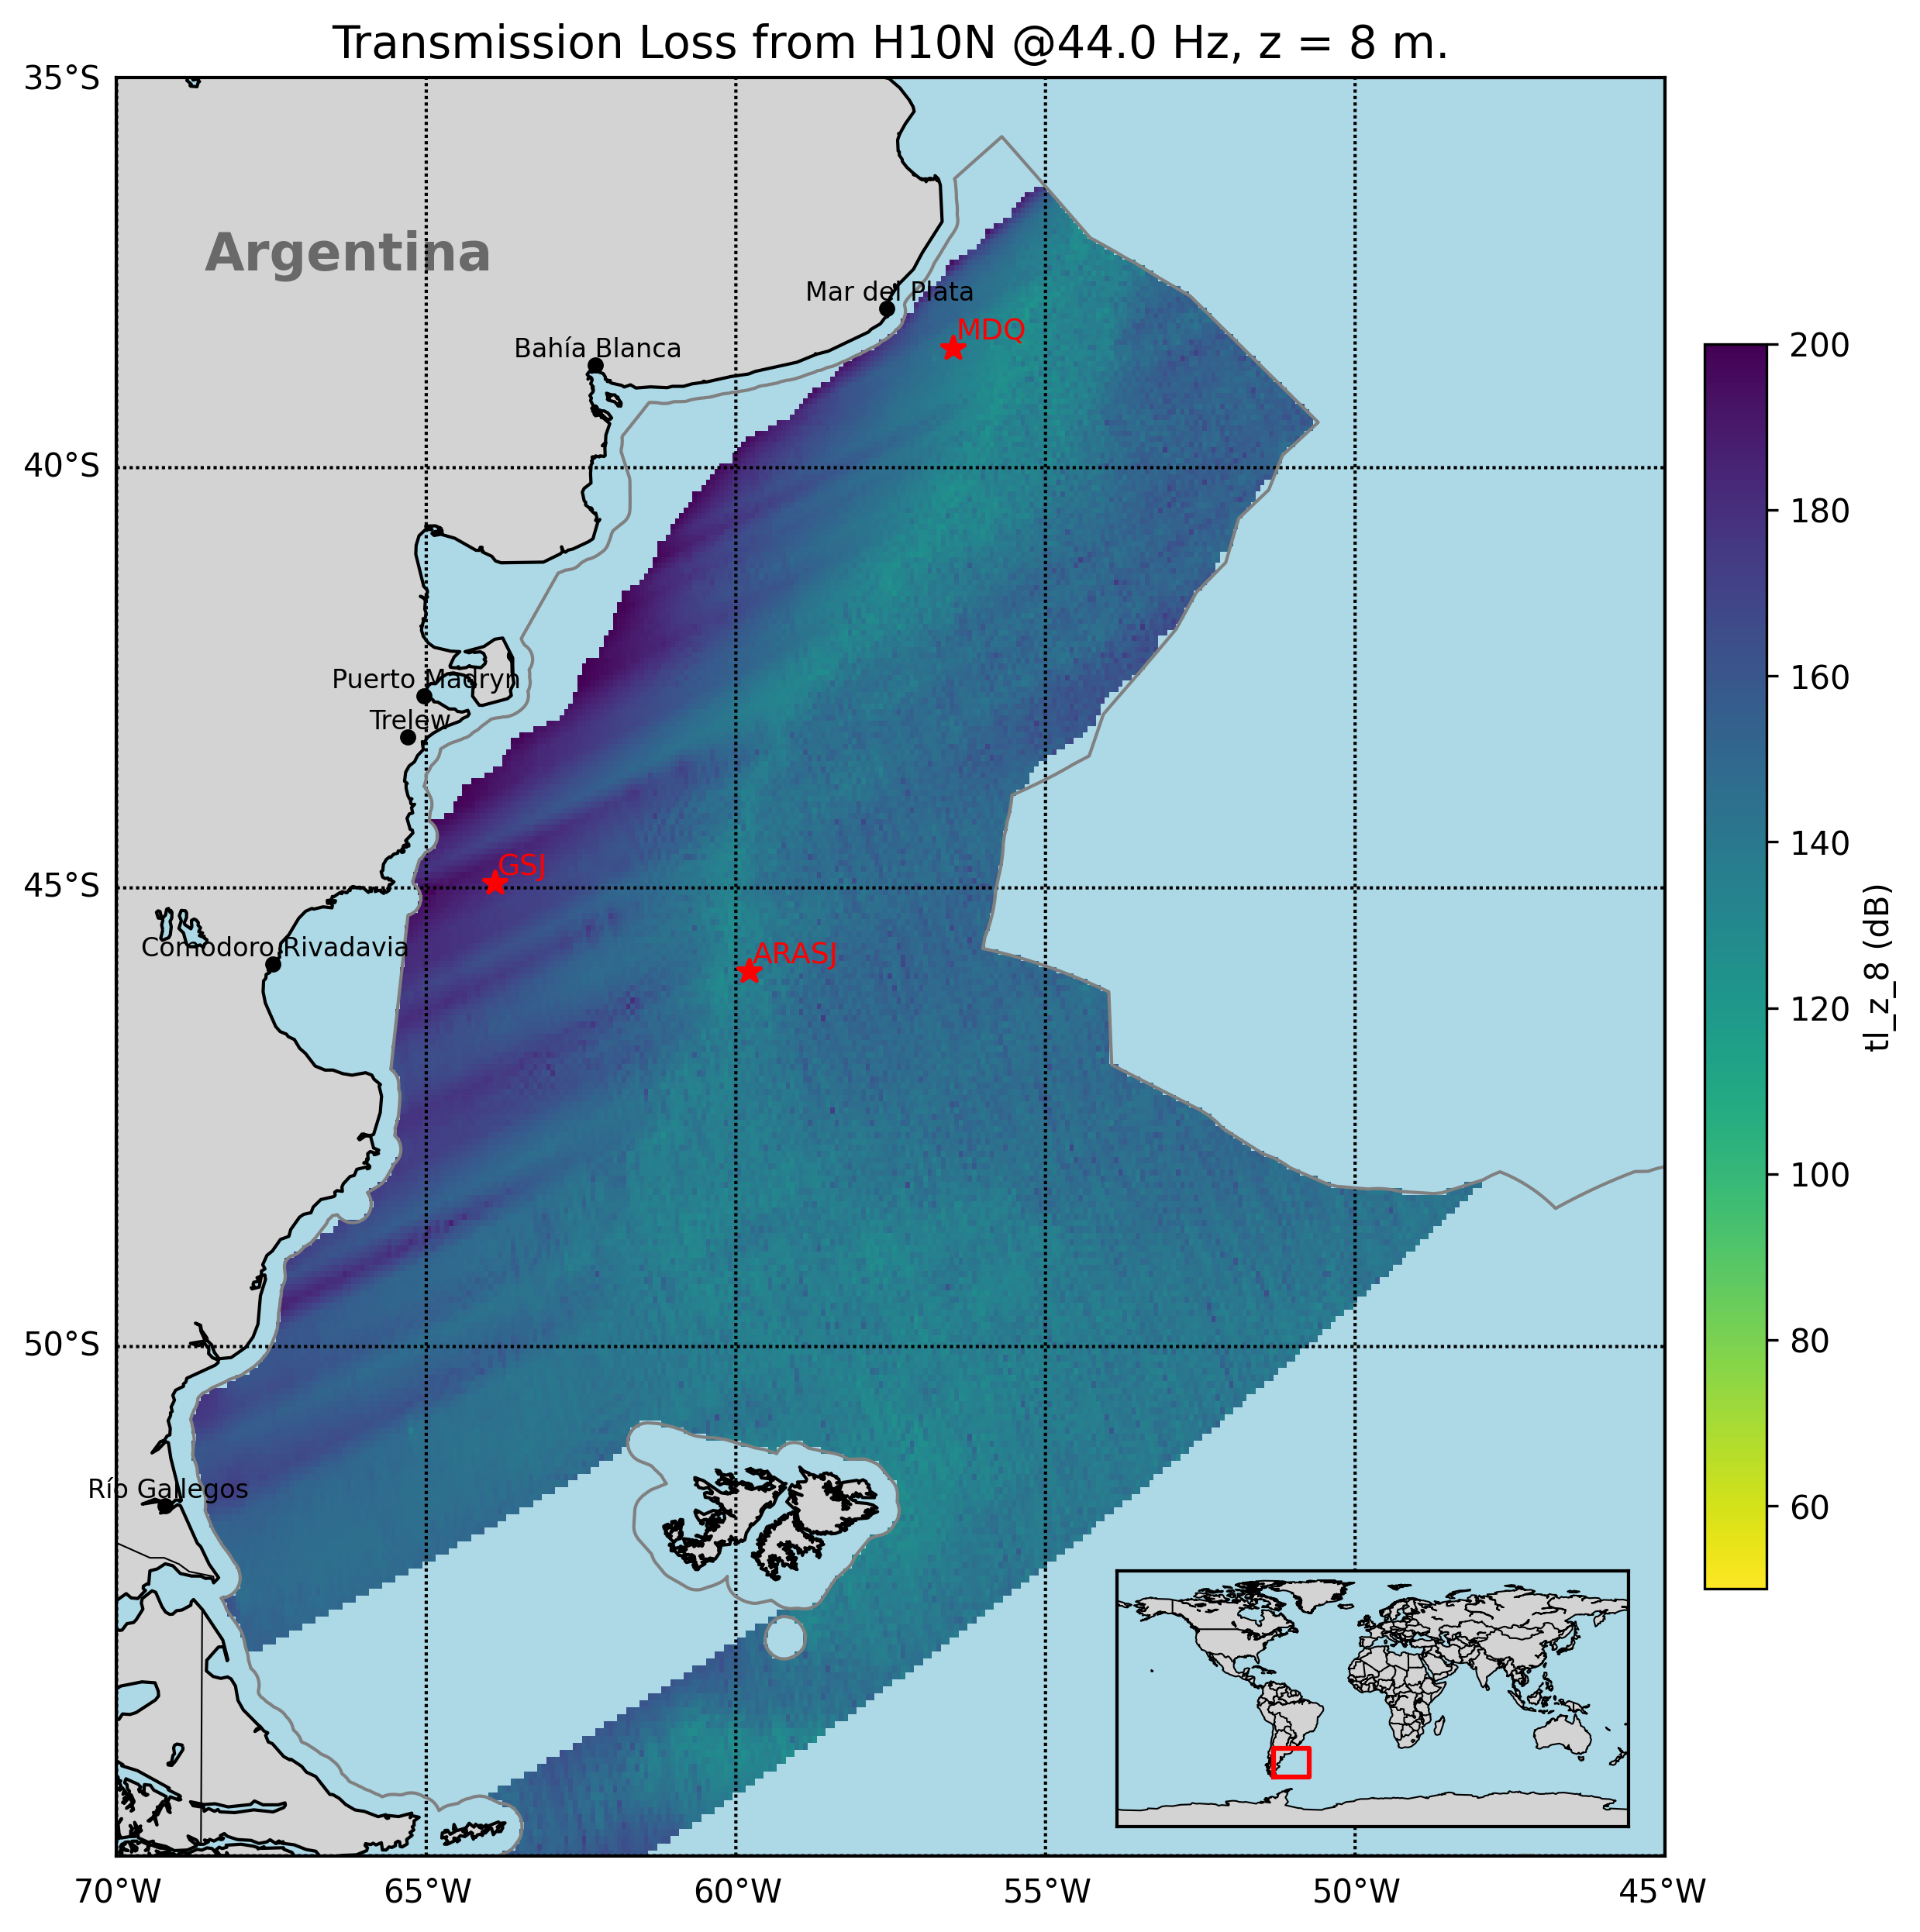 Transmission Loss from H10N @44.0 Hz, z = 8 m.
35°S
Argentina
Mar del Plata
MDQ
Bahía Blanca
200
40°S
180
Puerto Madryn
160
Trelew
140
GSJ
45°S
tl_z_8 (dB)
Comodoro Rivadavia
ARASJ
120
100
50°S
80
Río Gallegos
60
70°W
65°W
60°W
55°W
50°W
45°W